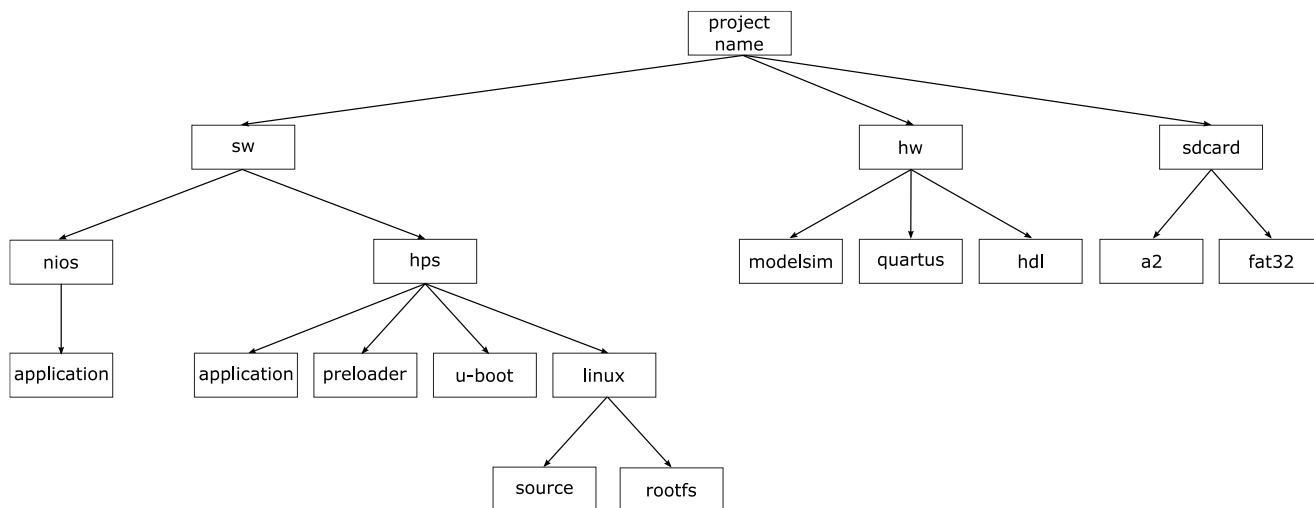 project
name
sw
hw
sdcard
nios
hps
modelsim
quartus
hdl
a2
fat32
application
application
preloader
u-boot
linux
source
rootfs